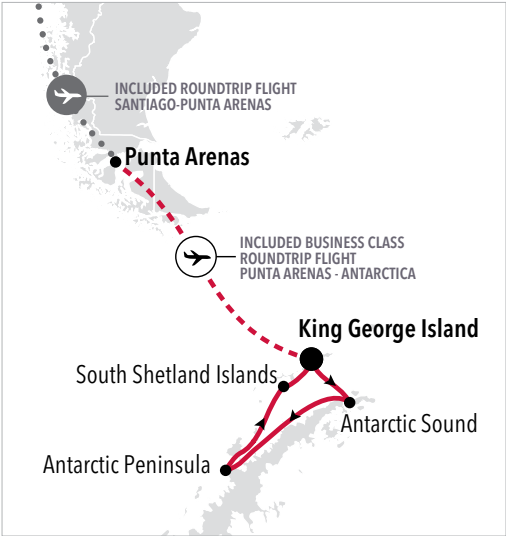 INCLUDED ROUNDTRIP FLIGHT
SANTIAGO-PUNTA ARENAS
Punta Arenas
INCLUDED BUSINESS CLASS
ROUNDTRIP FLIGHT
PUNTA ARENAS - ANTARCTICA
King George Island
South Shetland Islands
Antarctic Sound
Antarctic Peninsula